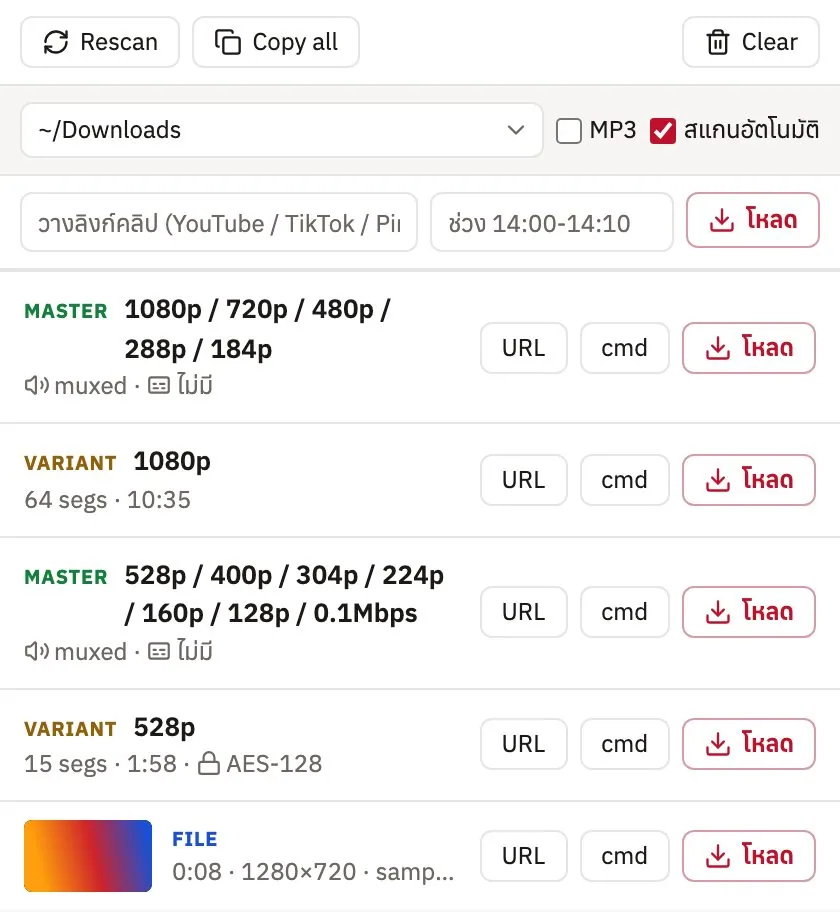 Rescan Copy all Clear
~/Downloads MP3 สแกนอัตโนมัติ
วางลิงก์คลิป (YouTube / TikTok / Pin ช่วง 14:00-14:10 โหลด
MASTER 1080p / 720p / 480p /
288p / 184p
muxed · ไม่มี
URL cmd โหลด
VARIANT 1080p
64 segs · 10:35
URL cmd โหลด
MASTER 528p / 400p / 304p / 224p
/ 160p / 128p / 0.1Mbps
muxed · ไม่มี
URL cmd โหลด
VARIANT 528p
15 segs · 1:58 · AES-128
URL cmd โหลด
FILE
0:08 · 1280×720 · samp...
URL cmd โหลด